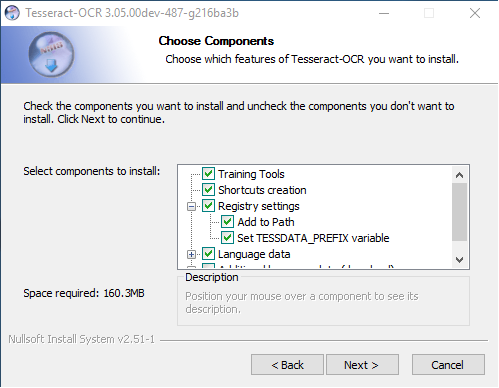 Tesseract-OCR 3.05.00dev-487-g216ba3b
Choose Components
Choose which features of Tesseract-OCR you want to install.
Check the components you want to install and uncheck the components you don't want to
install. Click Next to continue.
Select components to install:
Training Tools
Shortcuts creation
Registry settings
Add to Path
Set TESSDATA_PREFIX variable
Language data
Space required: 160.3MB
Description
Position your mouse over a component to see its
description.
Nullsoft Install System v2.51-1
< Back
Next >
Cancel